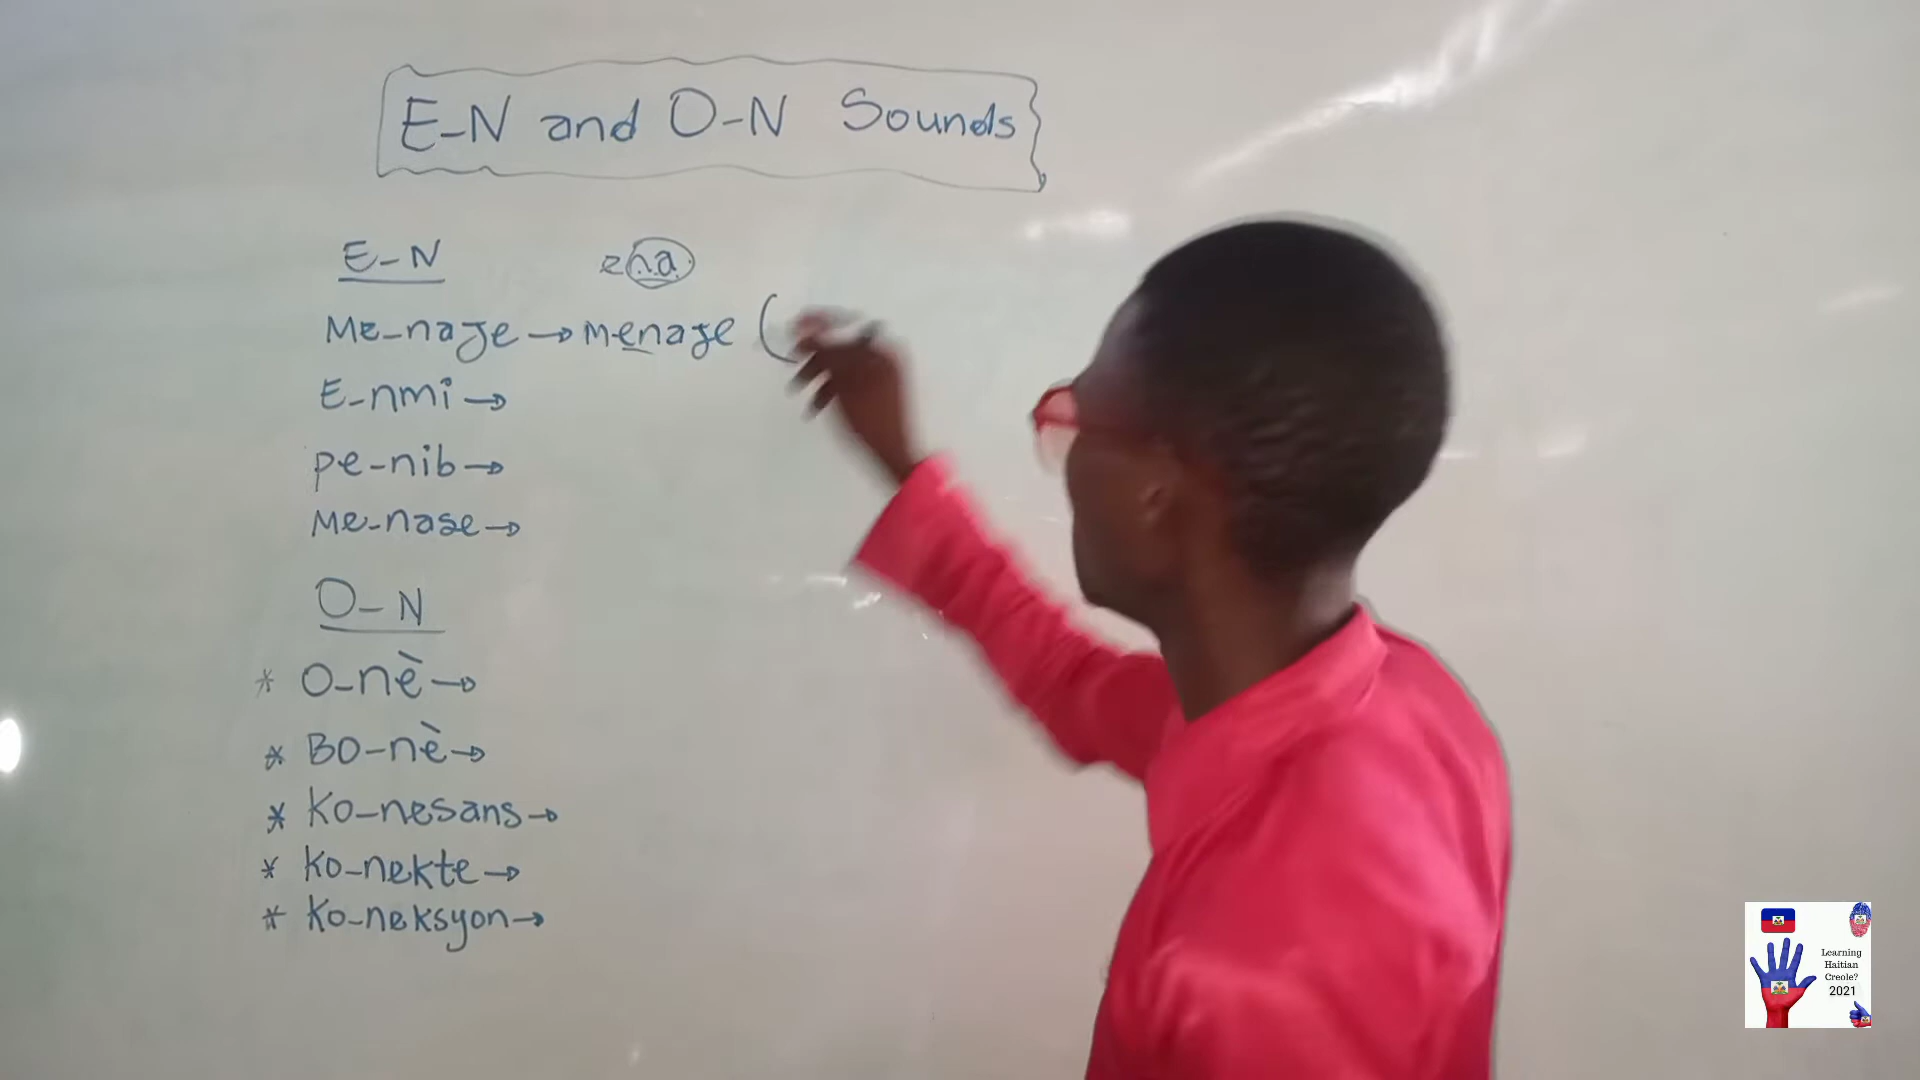 E-N and O-N Sounds
E-N
ena
Me-naje → menaje (
E-nmi →
pe-nib →
Me-nase →
O-N
* O-nè →
* BO-nè →
* Ko-nesans →
* Ko-nekte →
* Ko-neksyon →
Learning
Haitian
Creole?
2021